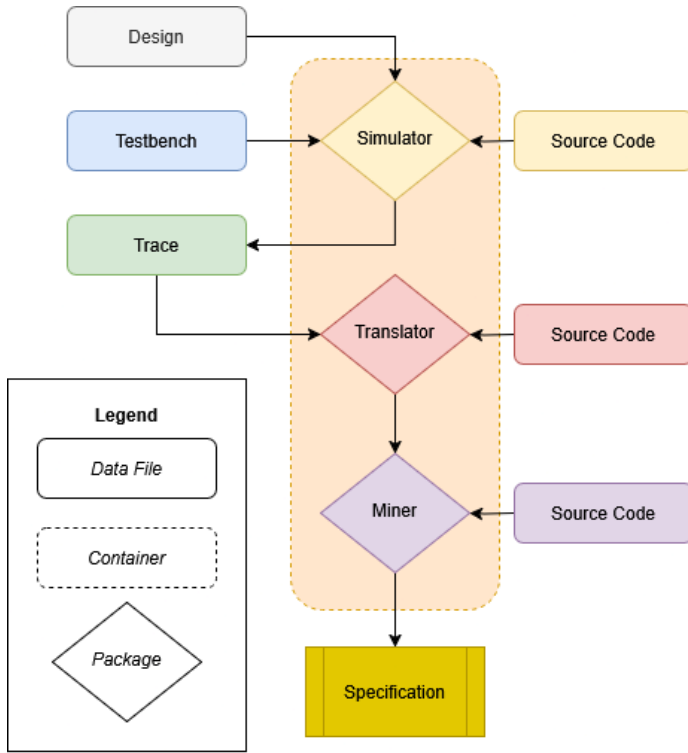 Design
Testbench
Simulator
Source Code
Trace
Translator
Source Code
Legend
Data File
Container
Package
Miner
Source Code
Specification